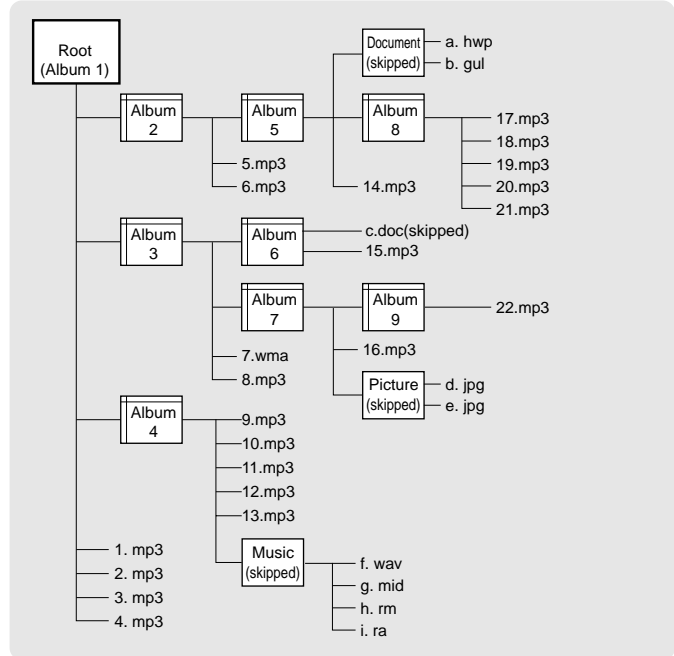 Root
(Album 1)
Document
(skipped)
a. hwp
b. gul
Album
2
Album
5
Album
8
17.mp3
18.mp3
19.mp3
20.mp3
21.mp3
5.mp3
6.mp3
14.mp3
Album
3
Album
6
c.doc(skipped)
15.mp3
Album
7
Album
9
22.mp3
7.wma
8.mp3
16.mp3
Picture
(skipped)
d. jpg
e. jpg
Album
4
9.mp3
10.mp3
11.mp3
12.mp3
13.mp3
Music
(skipped)
f. wav
g. mid
h. rm
i. ra
1. mp3
2. mp3
3. mp3
4. mp3